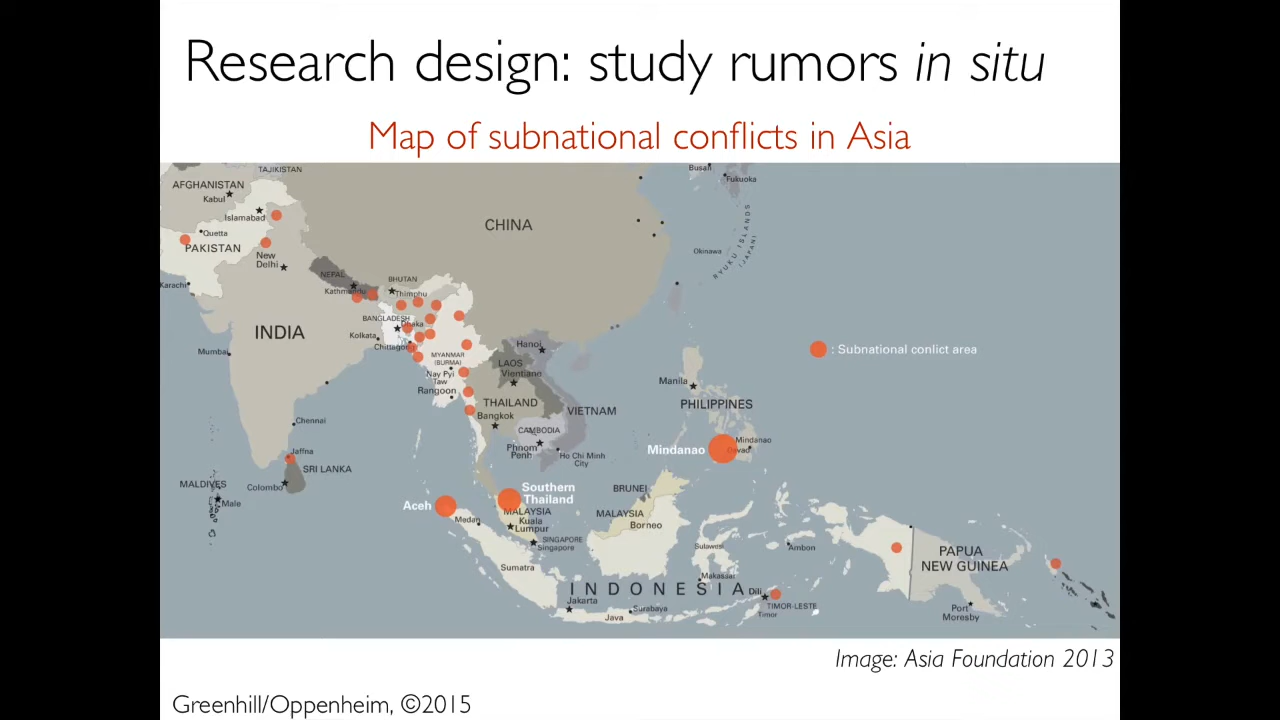 Research design: study rumors in situ
Map of subnational conflicts in Asia
TAJIKISTAN
AFGHANISTAN
Kabul
Islamabad
Quetta
PAKISTAN
New
Delhi
Karachi
NEPAL
Kathmandu
BHUTAN
Thimphu
CHINA
Busan
Fukuoka
RYUKU ISLANDS
(JAPAN)
Okinawa
INDIA
BANGLADESH
Dhaka
Kolkata
Chittagong
Mumbai
MYANMAR
(BURMA)
Nay Pyi
Taw
Rangoon
Hanoi
LAOS
Vientiane
THAILAND
Bangkok
VIETNAM
CAMBODIA
Phnom
Penh
Ho Chi Minh
City
: Subnational conlict area
Manila
PHILIPPINES
Mindanao
Mindanao
Davao
Chennai
Jaffna
SRI LANKA
Colombo
MALDIVES
Male
Aceh
Southern
Thailand
Medan
MALAYSIA
Kuala
Lumpur
SINGAPORE
Singapore
BRUNEI
MALAYSIA
Borneo
Sumatra
Sulawesi
Makassar
Ambon
INDONESIA
Jakarta
Java
Surabaya
Dili
TIMOR-LESTE
Timor
PAPUA
NEW GUINEA
Port
Moresby
Image: Asia Foundation 2013
Greenhill/Oppenheim, ©2015